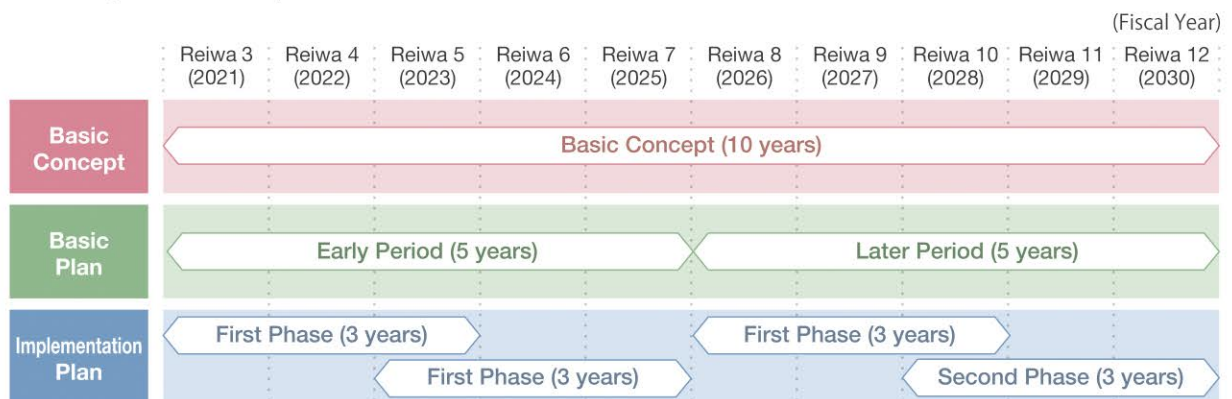 (Fiscal Year)
Reiwa 3 Reiwa 4 Reiwa 5 Reiwa 6 Reiwa 7 Reiwa 8 Reiwa 9 Reiwa 10 Reiwa 11 Reiwa 12
(2021) (2022) (2023) (2024) (2025) (2026) (2027) (2028) (2029) (2030)
Basic
Concept
Basic Concept (10 years)
Basic
Plan
Early Period (5 years) Later Period (5 years)
Implementation
Plan
First Phase (3 years) First Phase (3 years)
First Phase (3 years) Second Phase (3 years)